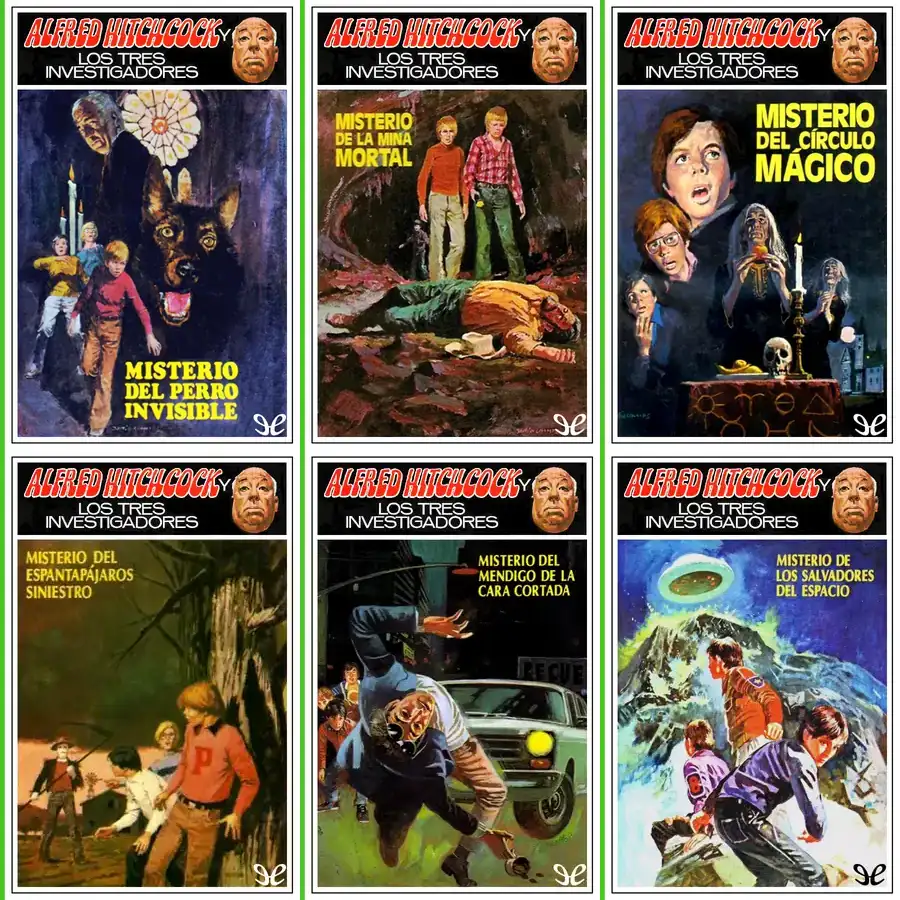 ALFRED HITCHCOCK Y
LOS TRES
INVESTIGADORES
MISTERIO
DEL PERRO
INVISIBLE
ALFRED HITCHCOCK Y
LOS TRES
INVESTIGADORES
MISTERIO
DE LA MINA
MORTAL
ALFRED HITCHCOCK Y
LOS TRES
INVESTIGADORES
MISTERIO
DEL CÍRCULO
MÁGICO
ALFRED HITCHCOCK Y
LOS TRES
INVESTIGADORES
MISTERIO DEL
ESPANTAPÁJAROS
SINIESTRO
P
ALFRED HITCHCOCK Y
LOS TRES
INVESTIGADORES
MISTERIO DEL
MENDIGO DE LA
CARA CORTADA
RECUE
ALFRED HITCHCOCK Y
LOS TRES
INVESTIGADORES
MISTERIO DE
LOS SALVADORES
DEL ESPACIO